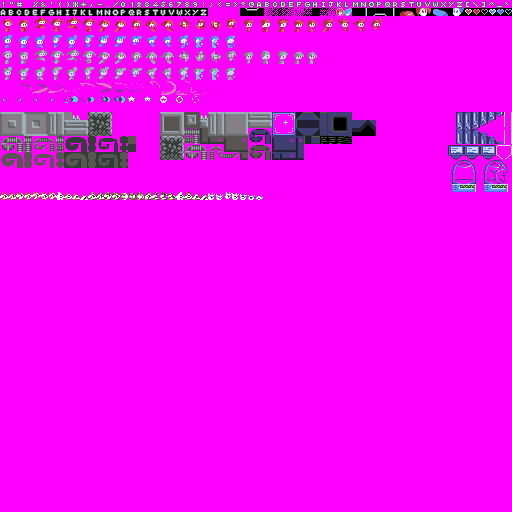 !"#%&'()*+,-./0123456789:;<=>?@ABCDEFGHIJKLMNOPQRSTUVWXYZ[\]^_
ABCDEFGHIJKLMNOPQRSTUVWXYZ